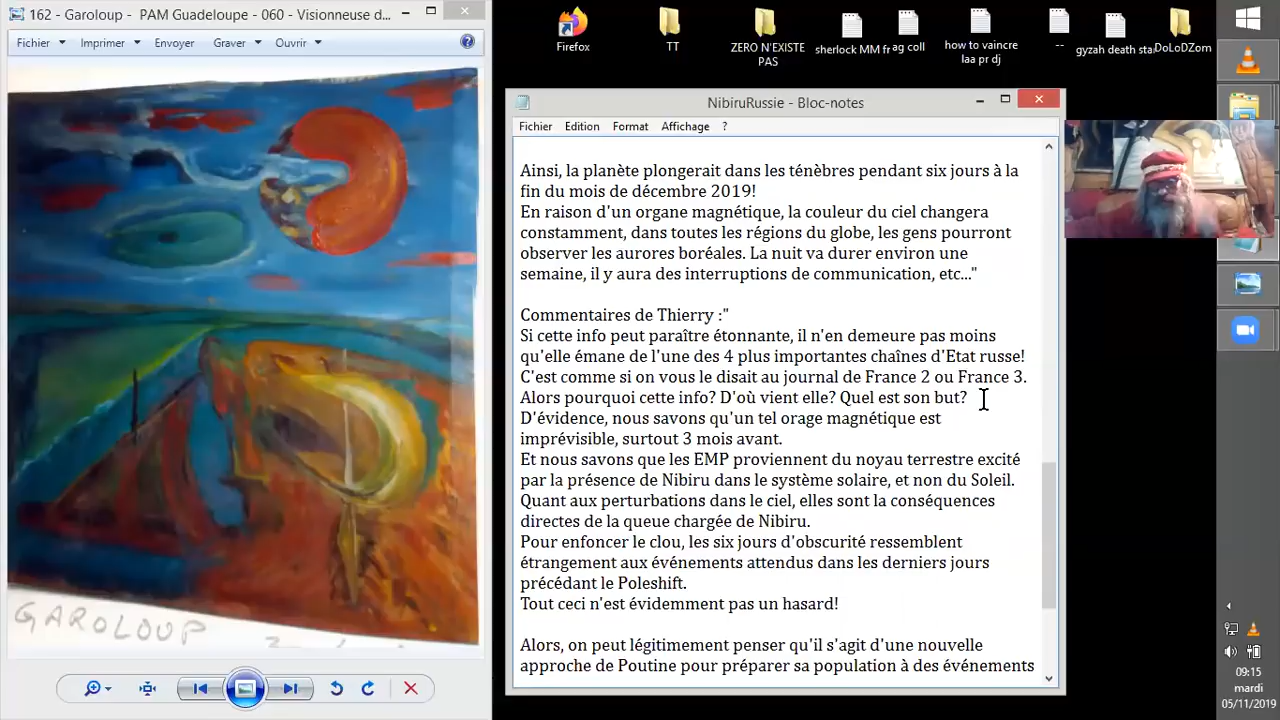 162 - Garoloup - PAM Guadeloupe - 060 - Visionne d...
Fichier Imprimer Envoyer Graver Ouvrir
Firefox
TT
ZERO N'EXISTE
PAS
sherlock MM fr
ag coll
how to vaincre
laa pr dj
--
gyzah death sta
DoLoDZom
NibiruRussie - Bloc-notes
Fichier Edition Format Affichage ?
Ainsi, la planète plongerait dans les ténèbres pendant six jours à la
fin du mois de décembre 2019!
En raison d'un organe magnétique, la couleur du ciel changera
constamment, dans toutes les régions du globe, les gens pourront
observer les aurores boréales. La nuit va durer environ une
semaine, il y aura des interruptions de communication, etc..."
Commentaires de Thierry :"
Si cette info peut paraître étonnante, il n'en demeure pas moins
qu'elle émane de l'une des 4 plus importantes chaînes d'Etat russe!
C'est comme si on vous le disait au journal de France 2 ou France 3.
Alors pourquoi cette info? D'où vient elle? Quel est son but?
D'évidence, nous savons qu'un tel orage magnétique est
imprévisible, surtout 3 mois avant.
Et nous savons que les EMP proviennent du noyau terrestre excité
par la présence de Nibiru dans le système solaire, et non du Soleil.
Quant aux perturbations dans le ciel, elles sont la conséquences
directes de la queue chargée de Nibiru.
Pour enfoncer le clou, les six jours d'obscurité ressemblent
étrangement aux événements attendus dans les derniers jours
précédant le Poleshift.
Tout ceci n'est évidemment pas un hasard!
Alors, on peut légitimement penser qu'il s'agit d'une nouvelle
approche de Poutine pour préparer sa population à des événements
09:15
mardi
05/11/2019